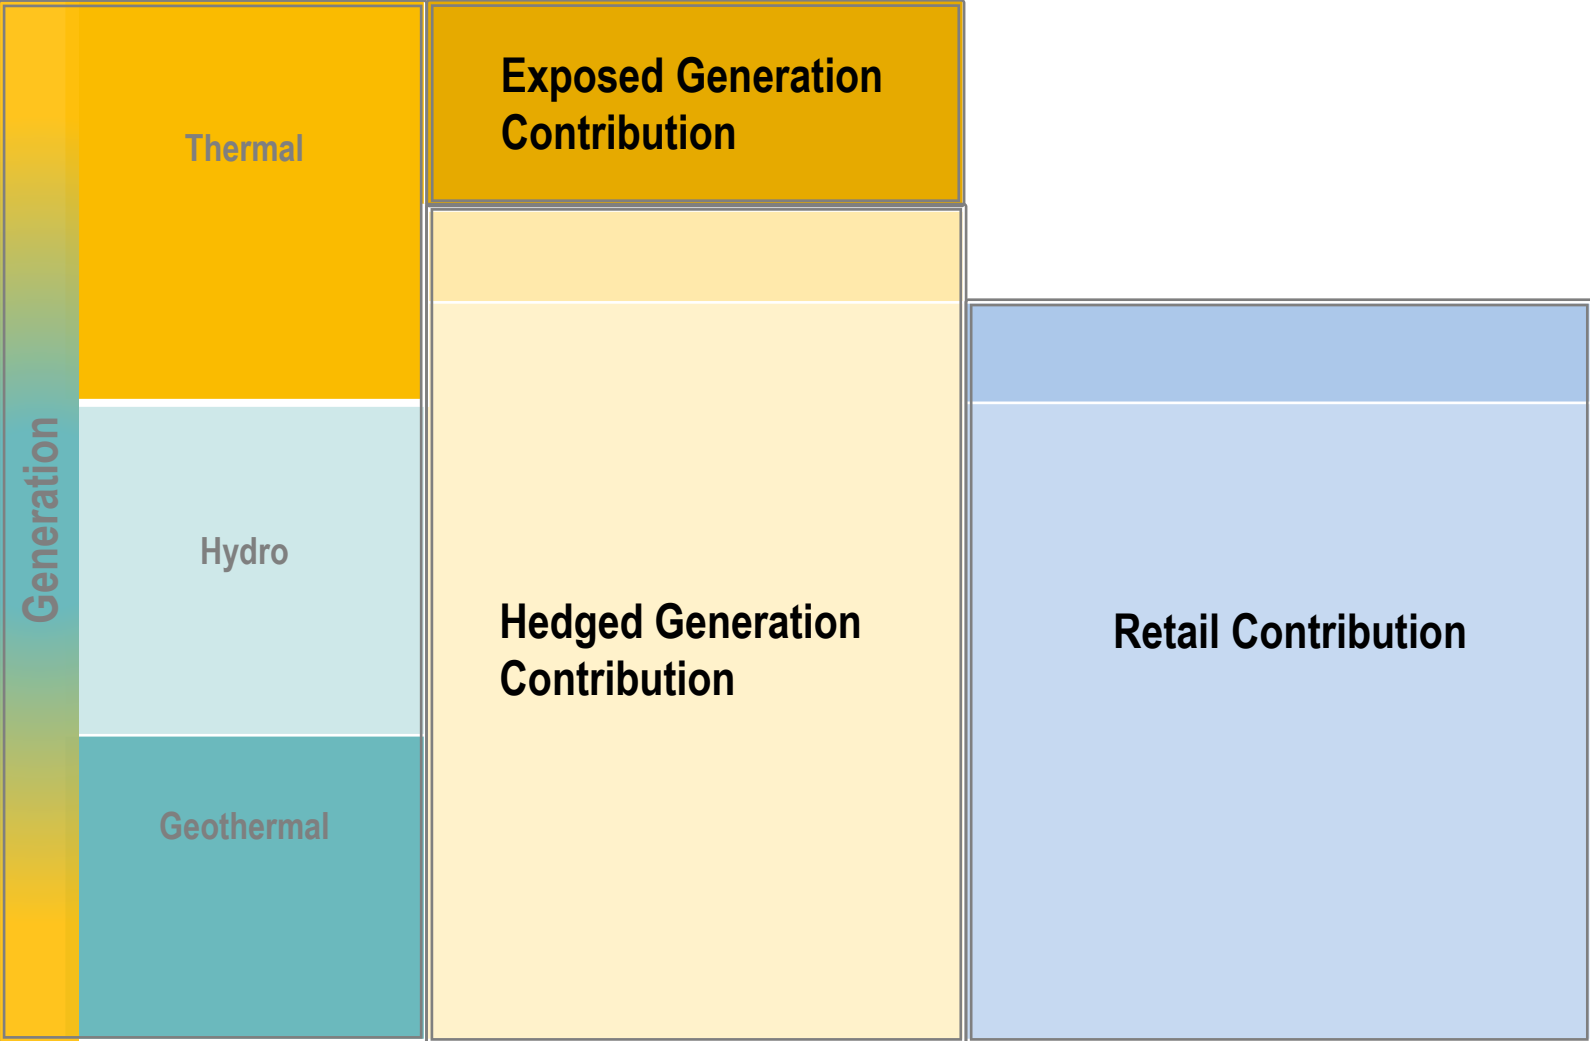 Generation
Thermal
Hydro
Geothermal
Exposed Generation
Contribution
Hedged Generation
Contribution
Retail Contribution